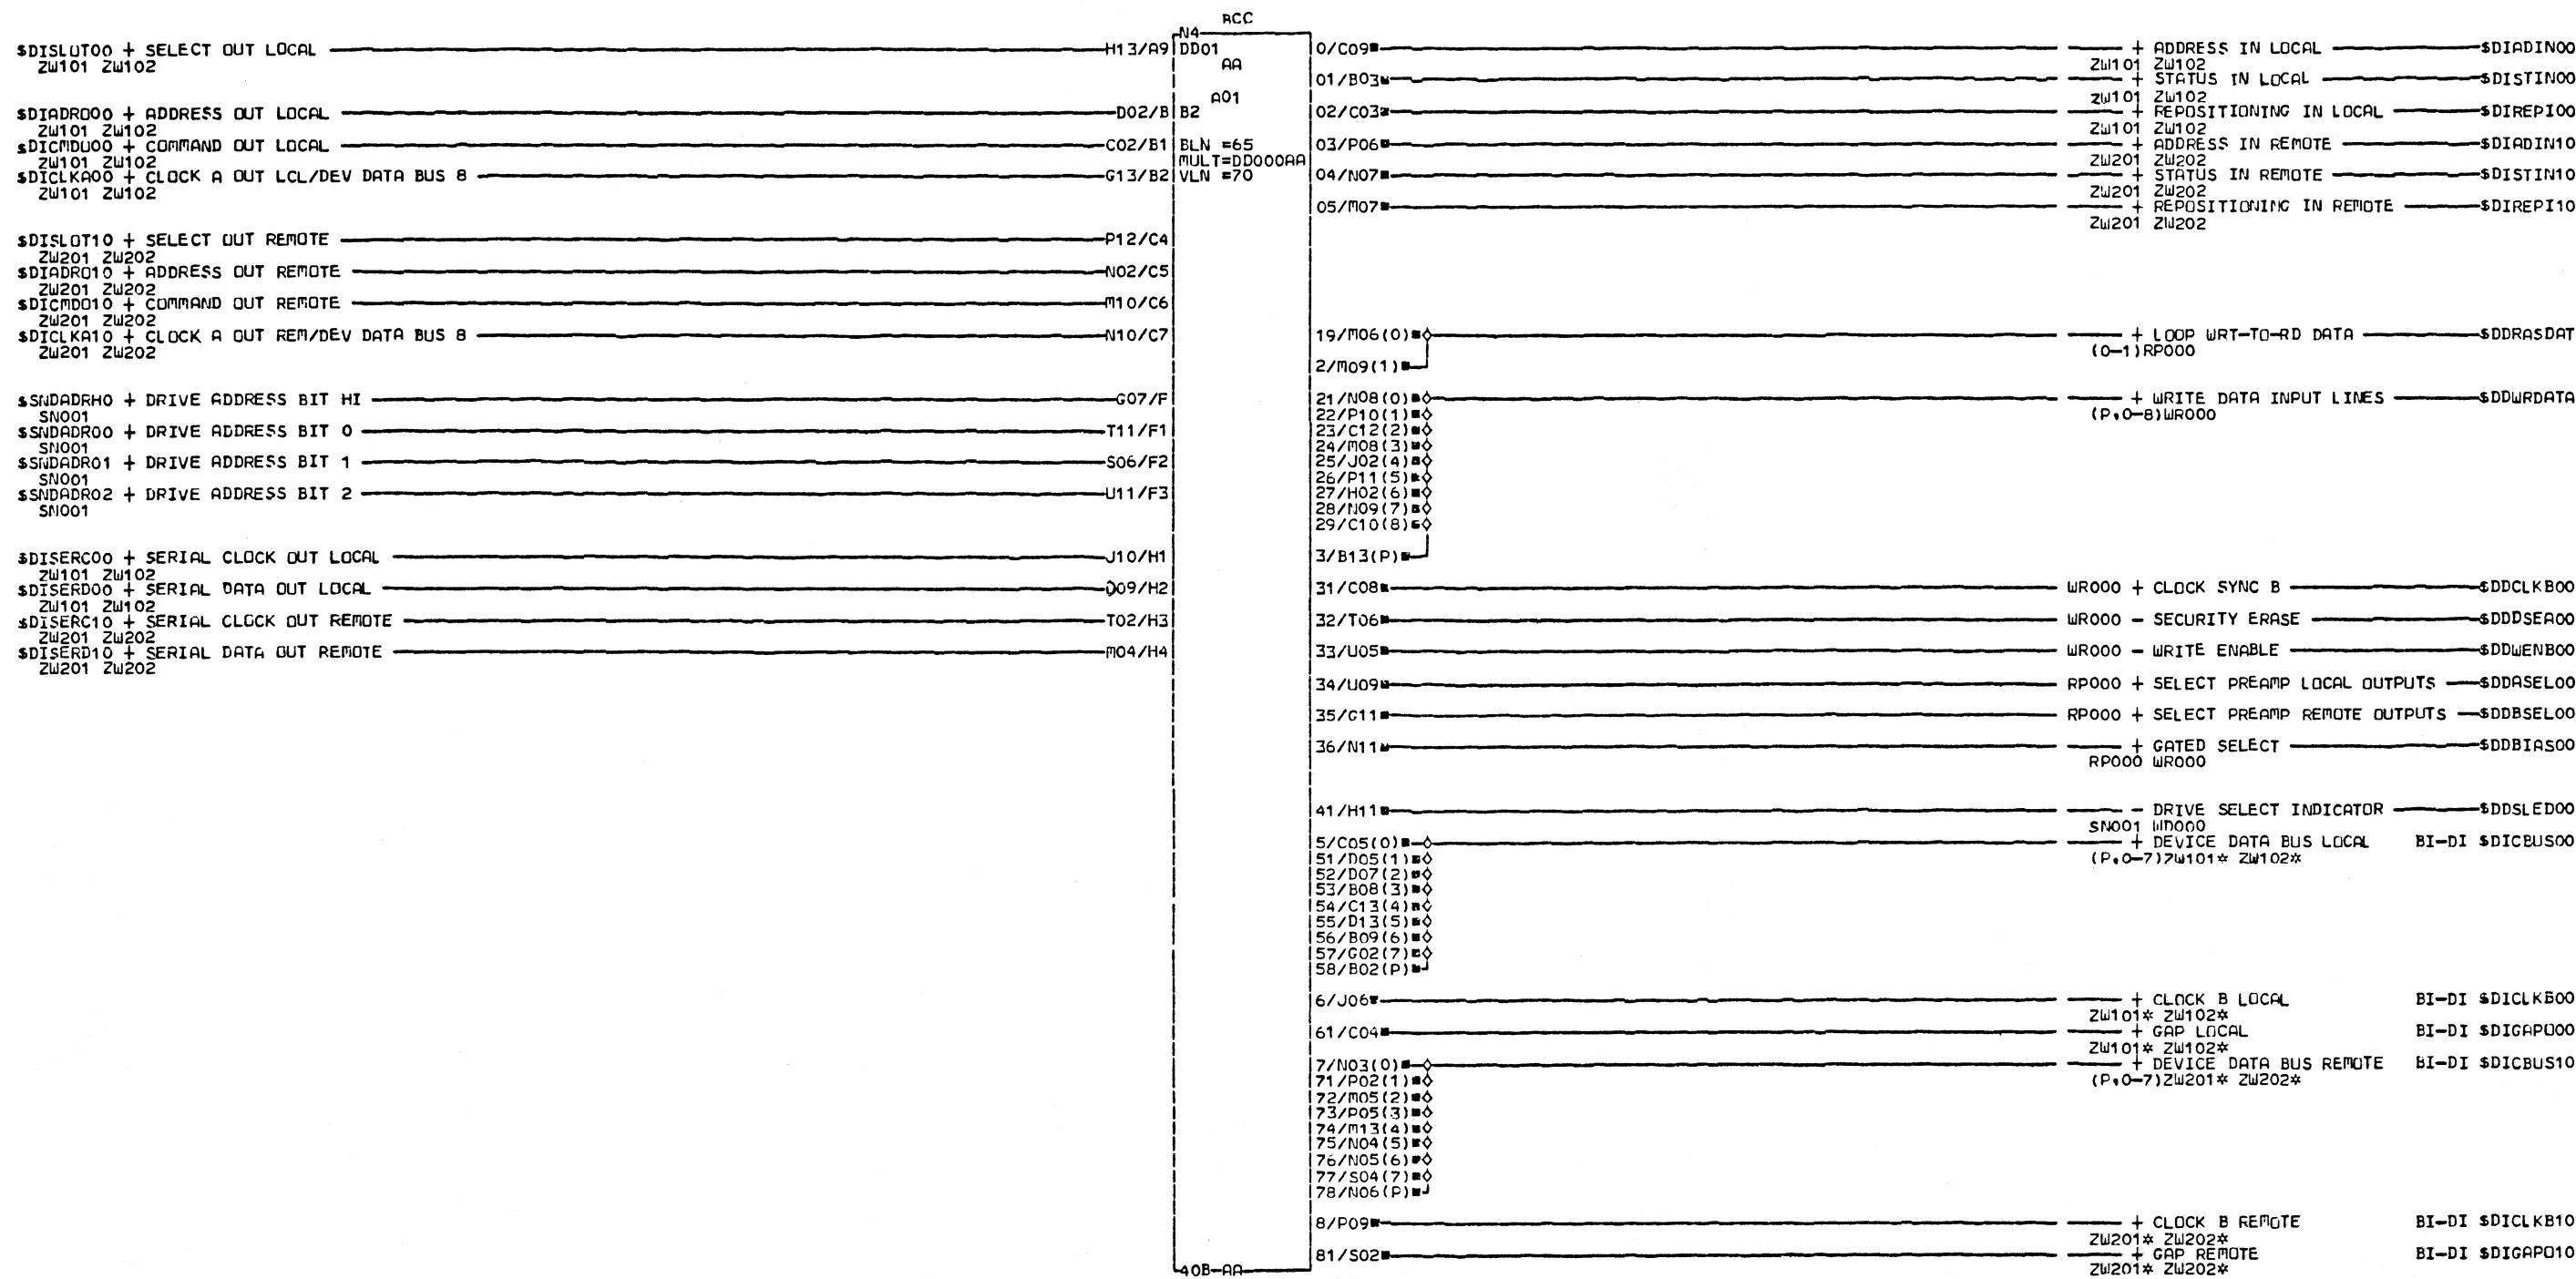 ACC
N4
DD01
AA
A01
B2
BLN =65
MULT=DD000AA
VLN =70
40B-AA
$DISLOT00 + SELECT OUT LOCAL H13/A9
ZW101 ZW102
$DIADRO00 + ADDRESS OUT LOCAL D02/B
ZW101 ZW102
$DICMDO00 + COMMAND OUT LOCAL C02/B1
ZW101 ZW102
$DICLKA00 + CLOCK A OUT LCL/DEV DATA BUS 8 G13/B2
ZW101 ZW102
$DISLOT10 + SELECT OUT REMOTE P12/C4
ZW201 ZW202
$DIADRO10 + ADDRESS OUT REMOTE N02/C5
ZW201 ZW202
$DICMDO10 + COMMAND OUT REMOTE M10/C6
ZW201 ZW202
$DICLKA10 + CLOCK A OUT REM/DEV DATA BUS 8 N10/C7
ZW201 ZW202
$SNDADRH0 + DRIVE ADDRESS BIT HI G07/F
SN001
$SNDADR00 + DRIVE ADDRESS BIT 0 T11/F1
SN001
$SNDADR01 + DRIVE ADDRESS BIT 1 S06/F2
SN001
$SNDADR02 + DRIVE ADDRESS BIT 2 U11/F3
SN001
$DISERC00 + SERIAL CLOCK OUT LOCAL J10/H1
ZW101 ZW102
$DISERD00 + SERIAL DATA OUT LOCAL D09/H2
ZW101 ZW102
$DISERC10 + SERIAL CLOCK OUT REMOTE T02/H3
ZW201 ZW202
$DISERD10 + SERIAL DATA OUT REMOTE M04/H4
ZW201 ZW202
0/C09 + ADDRESS IN LOCAL $DIADIN00
ZW101 ZW102
01/B03 + STATUS IN LOCAL $DISTIN00
ZW101 ZW102
02/C03 + REPOSITIONING IN LOCAL $DIREPI00
ZW101 ZW102
03/P06 + ADDRESS IN REMOTE $DIADIN10
ZW201 ZW202
04/N07 + STATUS IN REMOTE $DISTIN10
ZW201 ZW202
05/M07 + REPOSITIONING IN REMOTE $DIREPI10
ZW201 ZW202
19/M06(0) + LOOP WRT-TO-RD DATA $DDRASDAT
(0-1)RP000
2/M09(1)
21/N08(0) + WRITE DATA INPUT LINES $DDWRDATA
(P,0-8)WR000
22/P10(1)
23/C12(2)
24/M08(3)
25/J02(4)
26/P11(5)
27/H02(6)
28/N09(7)
29/C10(8)
3/B13(P)
31/C08 WR000 + CLOCK SYNC B $DDCLKB00
32/T06 WR000 - SECURITY ERASE $DDDSEA00
33/U05 WR000 - WRITE ENABLE $DDWENB00
34/U09 RP000 + SELECT PREAMP LOCAL OUTPUTS $DDASEL00
35/G11 RP000 + SELECT PREAMP REMOTE OUTPUTS $DDBSEL00
36/N11 + GATED SELECT $DDBIAS00
RP000 WR000
41/H11 - DRIVE SELECT INDICATOR $DDSLED00
SN001 WD000
5/C05(0) + DEVICE DATA BUS LOCAL BI-DI $DICBUS00
(P,0-7)ZW101* ZW102*
51/D05(1)
52/D07(2)
53/B08(3)
54/C13(4)
55/D13(5)
56/B09(6)
57/G02(7)
58/B02(P)
6/J06 + CLOCK B LOCAL BI-DI $DICLKB00
ZW101* ZW102*
61/C04 + GAP LOCAL BI-DI $DIGAPO00
ZW101* ZW102*
7/N03(0) + DEVICE DATA BUS REMOTE BI-DI $DICBUS10
(P,0-7)ZW201* ZW202*
71/P02(1)
72/M05(2)
73/P05(3)
74/M13(4)
75/N04(5)
76/N05(6)
77/S04(7)
78/N06(P)
8/P09 + CLOCK B REMOTE BI-DI $DICLKB10
ZW201* ZW202*
81/S02 + GAP REMOTE BI-DI $DIGAPO10
ZW201* ZW202*